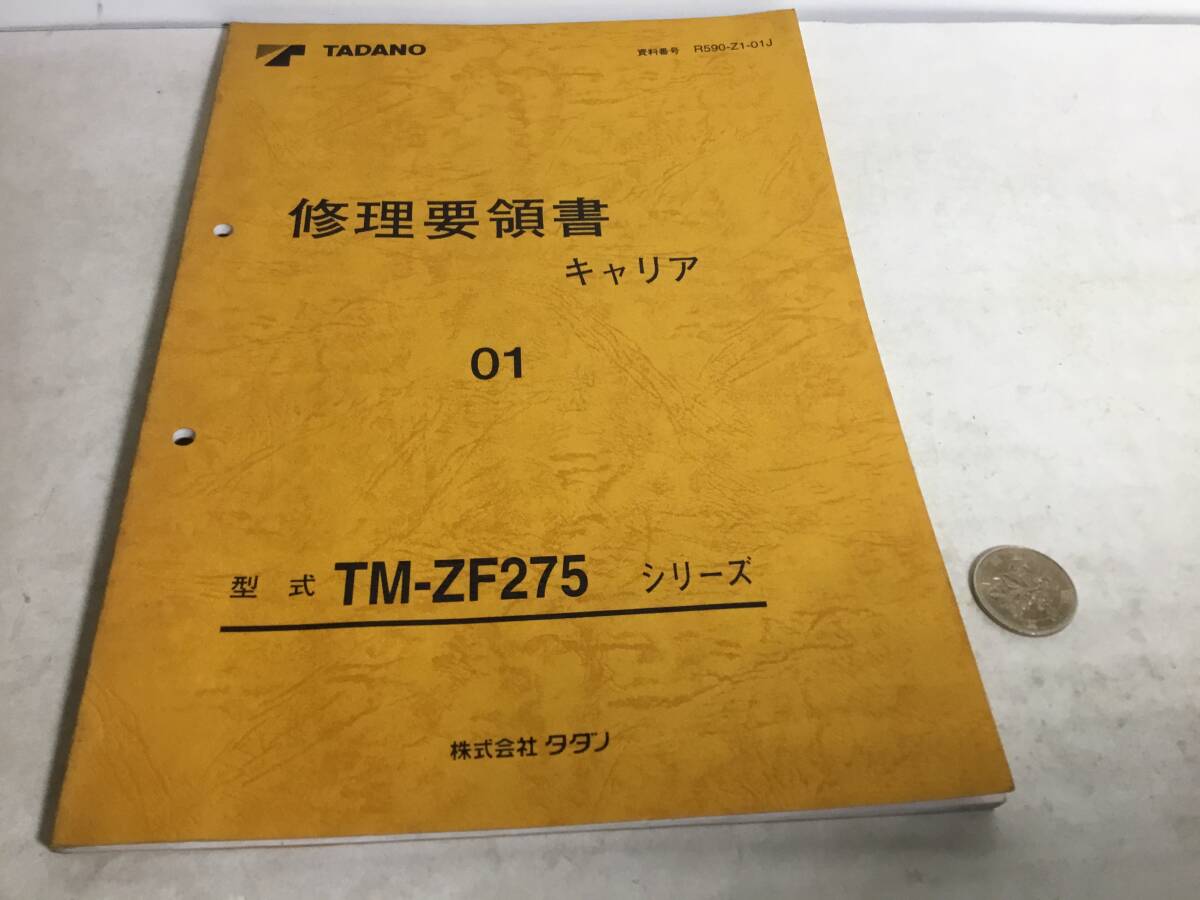 TADANO
資料番号 R590-Z1-01J
修理要領書
キャリア
01
型式 TM-ZF275 シリーズ
株式会社 タダノ